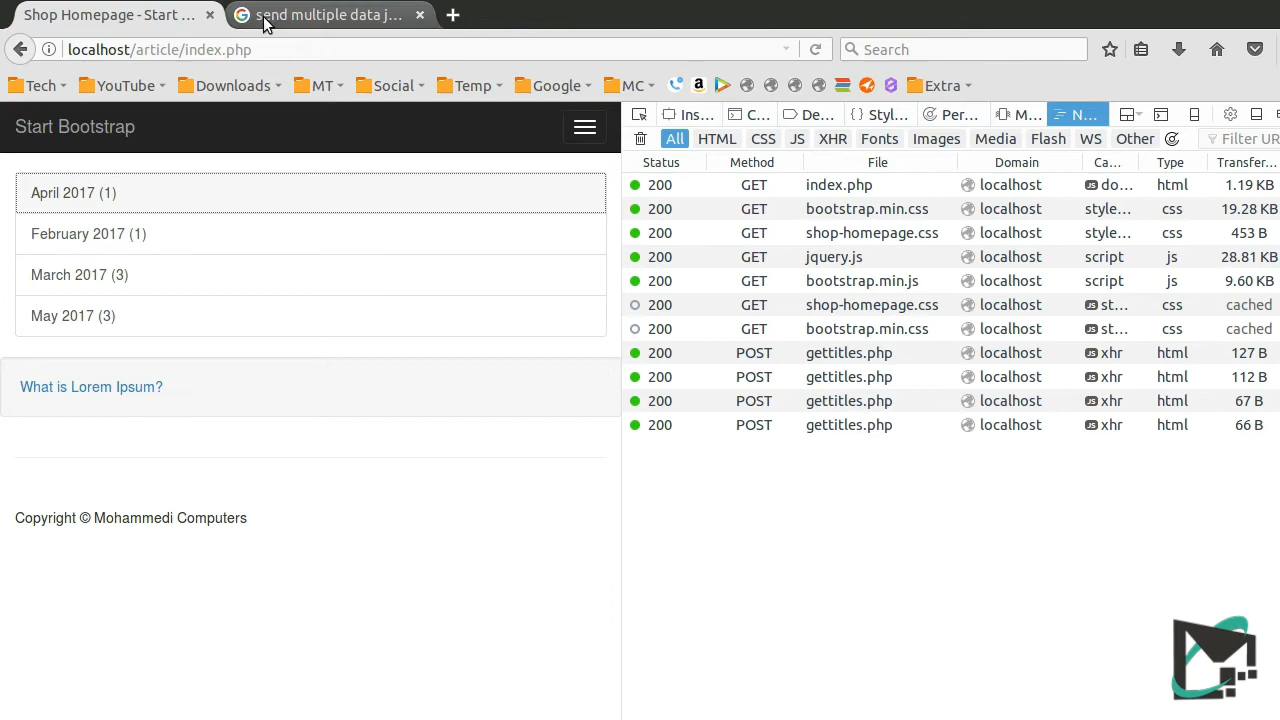 Shop Homepage - Start ...
send multiple data j...
localhost/article/index.php
Search
Tech YouTube Downloads MT Social Temp Google MC Extra
Start Bootstrap
April 2017 (1)
February 2017 (1)
March 2017 (3)
May 2017 (3)
What is Lorem Ipsum?
Copyright © Mohammedi Computers
Ins... C... De... Styl... Per... M... N...
All HTML CSS JS XHR Fonts Images Media Flash WS Other Filter UR
Status Method File Domain Ca... Type Transfer...
200 GET index.php localhost JS do... html 1.19 KB
200 GET bootstrap.min.css localhost style... css 19.28 KB
200 GET shop-homepage.css localhost style... css 453 B
200 GET jquery.js localhost script js 28.81 KB
200 GET bootstrap.min.js localhost script js 9.60 KB
200 GET shop-homepage.css localhost JS st... css cached
200 GET bootstrap.min.css localhost JS st... css cached
200 POST gettitles.php localhost JS xhr html 127 B
200 POST gettitles.php localhost JS xhr html 112 B
200 POST gettitles.php localhost JS xhr html 67 B
200 POST gettitles.php localhost JS xhr html 66 B